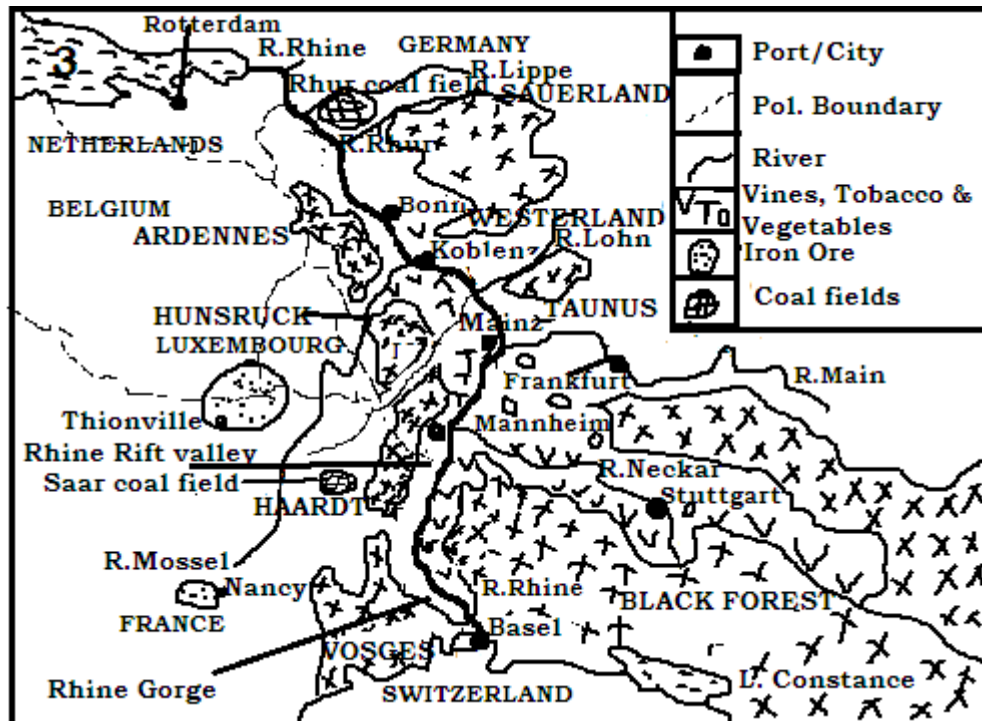 Rotterdam
R.Rhine
GERMANY
3
Rhur coal field
R.Lippe
SAUERLAND
NETHERLANDS
R.Rhur
BELGIUM
Bonn
WESTERLAND
ARDENNES
Koblenz
R.Lohn
HUNSRUCK
TAUNUS
LUXEMBOURG
Mainz
Frankfurt
R.Main
Thionville
Mannheim
Rhine Rift valley
R.Neckar
Saar coal field
Stuttgart
HAARDT
R.Mossel
Nancy
R.Rhine
BLACK FOREST
FRANCE
Basel
VOSGES
Rhine Gorge
SWITZERLAND
L. Constance
Port/City
Pol. Boundary
River
V To
Vines, Tobacco &
Vegetables
Iron Ore
Coal fields